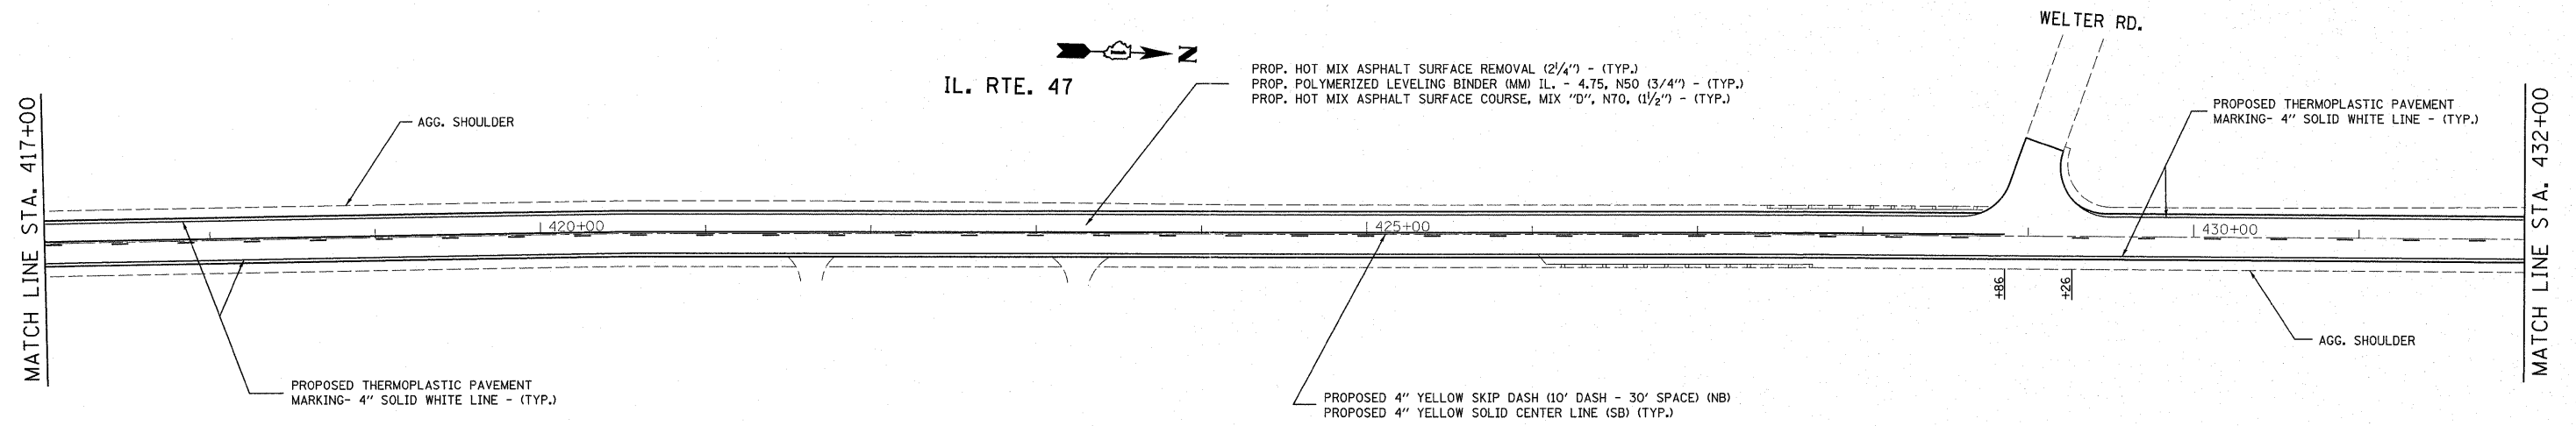 WELTER RD.
N
IL. RTE. 47
PROP. HOT MIX ASPHALT SURFACE REMOVAL (2 1/4") - (TYP.)
PROP. POLYMERIZED LEVELING BINDER (MM) IL. - 4.75, N50 (3/4") - (TYP.)
PROP. HOT MIX ASPHALT SURFACE COURSE, MIX "D", N70, (1 1/2") - (TYP.)
PROPOSED THERMOPLASTIC PAVEMENT
MARKING- 4" SOLID WHITE LINE - (TYP.)
AGG. SHOULDER
MATCH LINE STA. 417+00
MATCH LINE STA. 432+00
420+00
425+00
430+00
+86
+26
AGG. SHOULDER
PROPOSED THERMOPLASTIC PAVEMENT
MARKING- 4" SOLID WHITE LINE - (TYP.)
PROPOSED 4" YELLOW SKIP DASH (10' DASH - 30' SPACE) (NB)
PROPOSED 4" YELLOW SOLID CENTER LINE (SB) (TYP.)